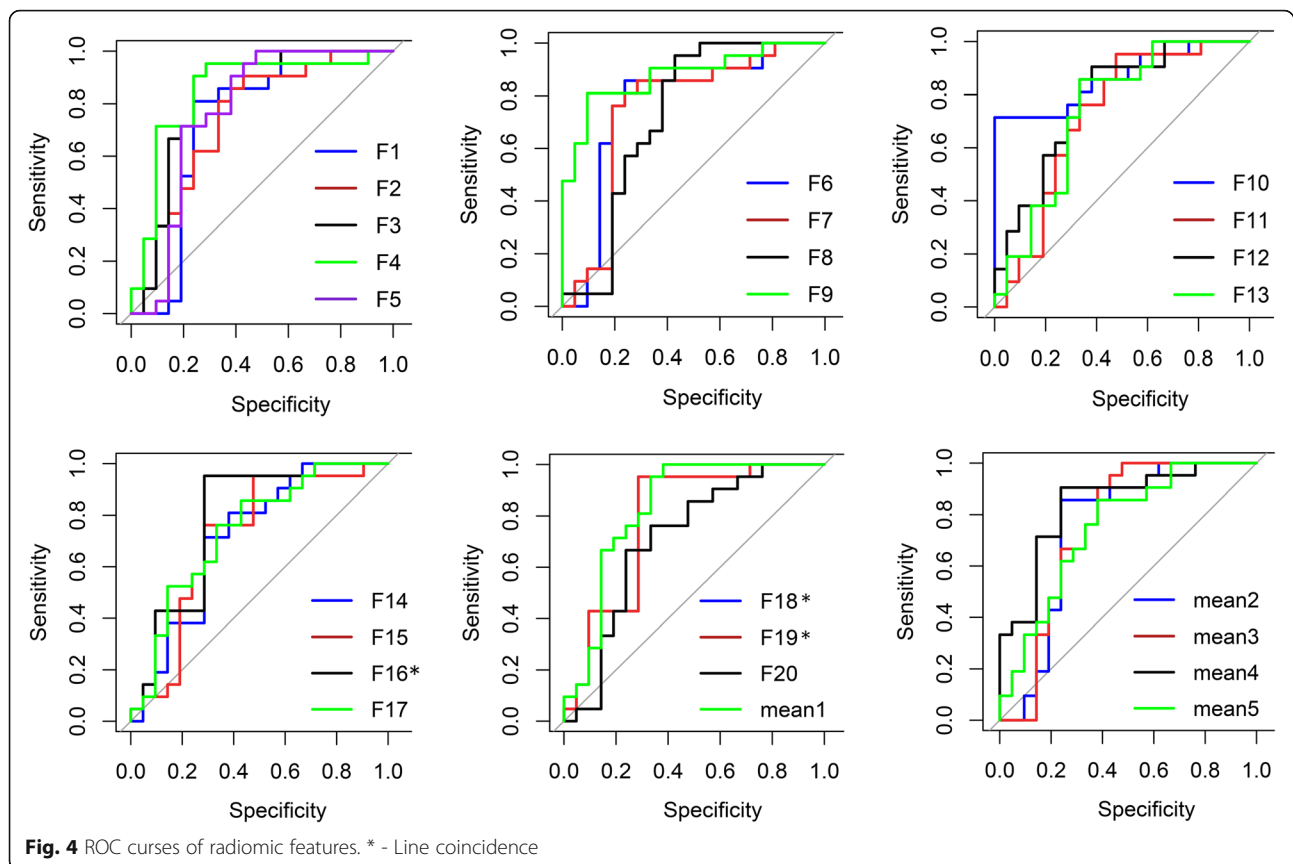 0.0 0.2 0.4 0.6 0.8 1.0
Sensitivity
F1
F2
F3
F4
F5
0.0 0.2 0.4 0.6 0.8 1.0
Specificity
0.0 0.2 0.4 0.6 0.8 1.0
Sensitivity
F6
F7
F8
F9
0.0 0.2 0.4 0.6 0.8 1.0
Specificity
0.0 0.2 0.4 0.6 0.8 1.0
Sensitivity
F10
F11
F12
F13
0.0 0.2 0.4 0.6 0.8 1.0
Specificity
0.0 0.2 0.4 0.6 0.8 1.0
Sensitivity
F14
F15
F16*
F17
0.0 0.2 0.4 0.6 0.8 1.0
Specificity
0.0 0.2 0.4 0.6 0.8 1.0
Sensitivity
F18*
F19*
F20
mean1
0.0 0.2 0.4 0.6 0.8 1.0
Specificity
0.0 0.2 0.4 0.6 0.8 1.0
Sensitivity
mean2
mean3
mean4
mean5
0.0 0.2 0.4 0.6 0.8 1.0
Specificity
Fig. 4 ROC curses of radiomic features. * - Line coincidence